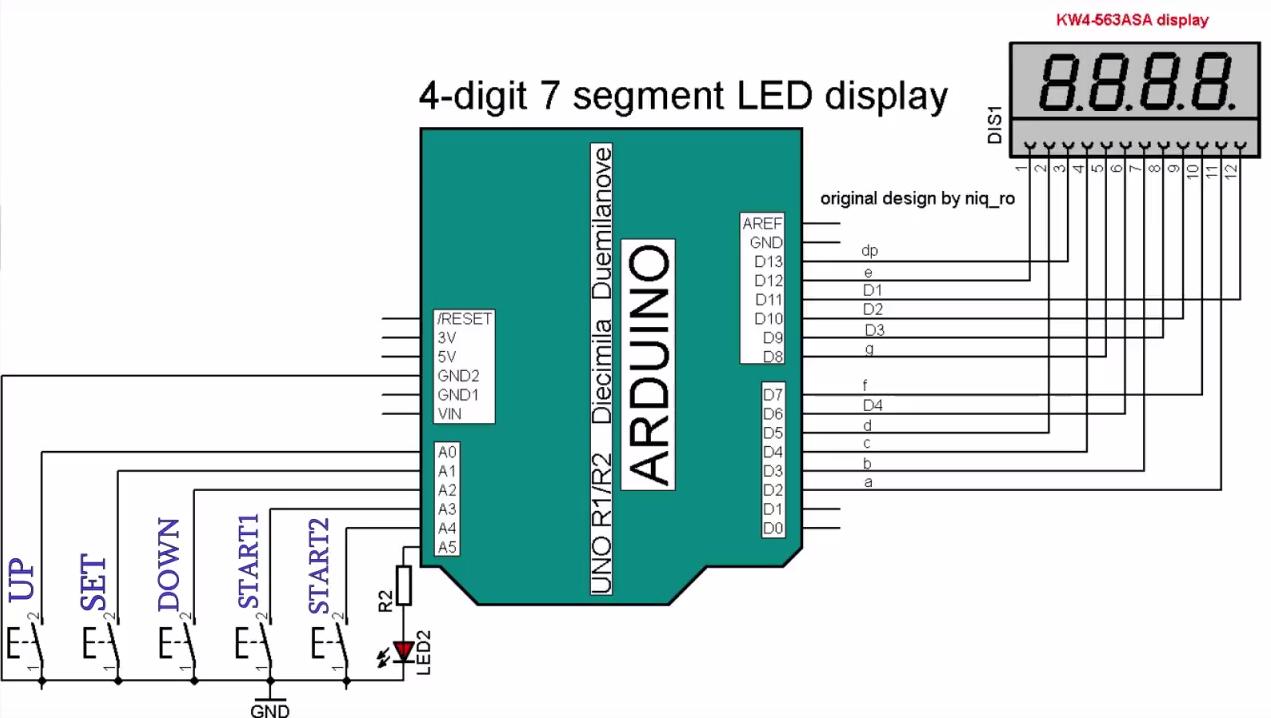 KW4-563ASA display
4-digit 7 segment LED display
DIS1
1
2
3
4
5
6
7
8
9
10
11
12
original design by niq_ro
UNO R1/R2 Diecimila Duemilanove
ARDUINO
/RESET
3V
5V
GND2
GND1
VIN
A0
A1
A2
A3
A4
A5
AREF
GND
D13
D12
D11
D10
D9
D8
D7
D6
D5
D4
D3
D2
D1
D0
dp
e
D1
D2
D3
g
f
D4
d
c
b
a
UP
SET
DOWN
START1
START2
2
2
2
2
2
1
1
1
1
1
R2
LED2
GND